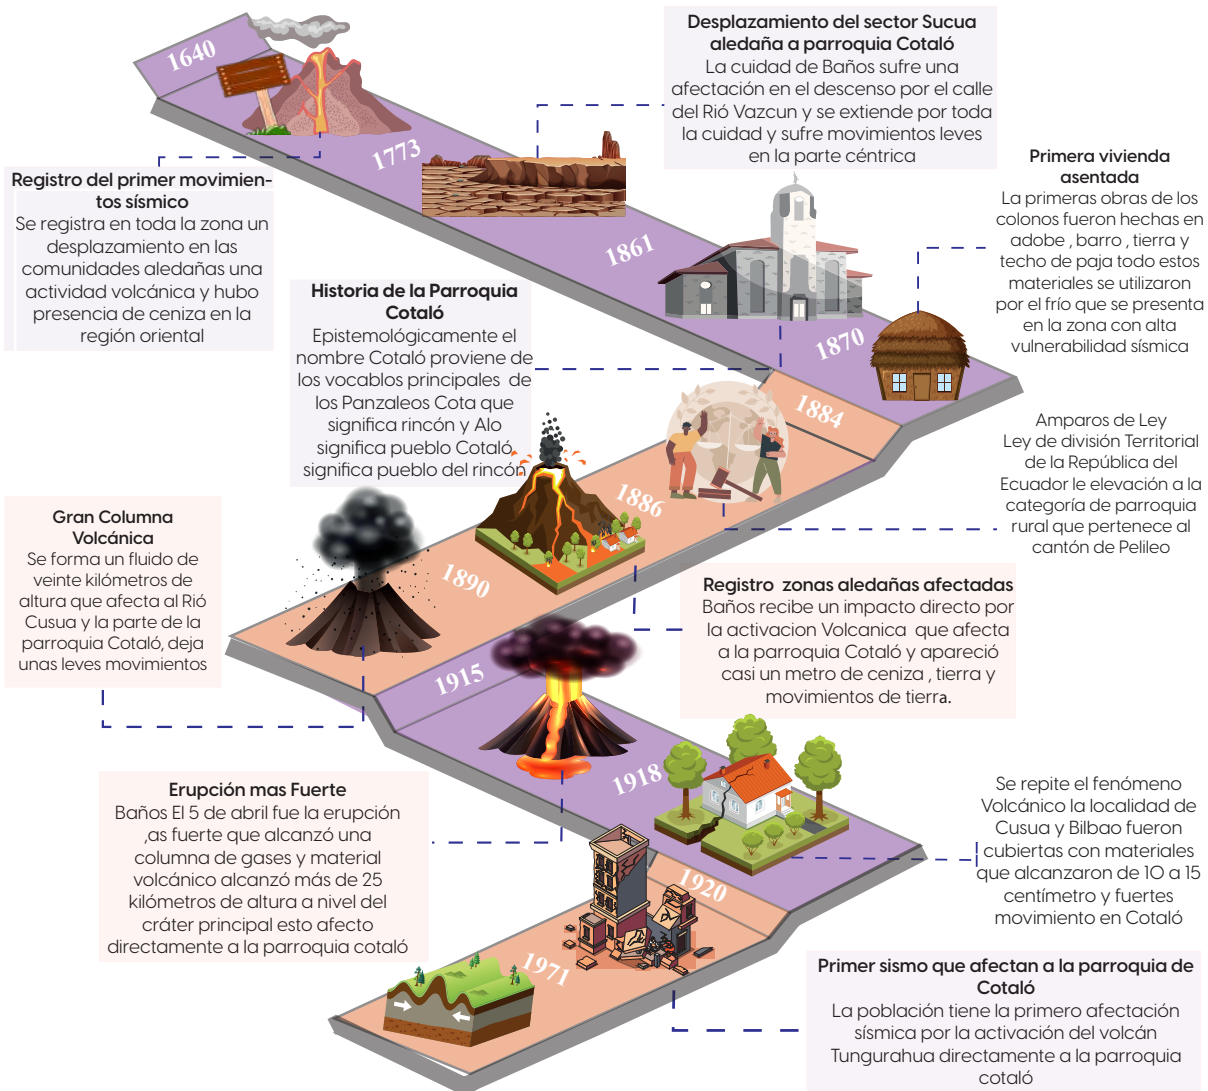 1640
Registro del primer movimien-
tos sísmico
Se registra en toda la zona un
desplazamiento en las
comunidades aledañas una
actividad volcánica y hubo
presencia de ceniza en la
región oriental
1773
Desplazamiento del sector Sucua
aledaña a parroquia Cotaló
La cuidad de Baños sufre una
afectación en el descenso por el calle
del Rió Vazcun y se extiende por toda
la cuidad y sufre movimientos leves
en la parte céntrica
1861
Historia de la Parroquia
Cotaló
Epistemológicamente el
nombre Cotaló proviene de
los vocablos principales de
los Panzaleos Cota que
significa rincón y Alo
significa pueblo Cotaló
significa pueblo del rincón
1870
Primera vivienda
asentada
La primeras obras de los
colonos fueron hechas en
adobe , barro , tierra y
techo de paja todo estos
materiales se utilizaron
por el frío que se presenta
en la zona con alta
vulnerabilidad sísmica
1884
Amparos de Ley
Ley de división Territorial
de la República del
Ecuador le elevación a la
categoría de parroquia
rural que pertenece al
cantón de Pelileo
1886
Registro zonas aledañas afectadas
Baños recibe un impacto directo por
la activacion Volcanica que afecta
a la parroquia Cotaló y apareció
casi un metro de ceniza , tierra y
movimientos de tierra.
1890
Gran Columna
Volcánica
Se forma un fluido de
veinte kilómetros de
altura que afecta al Rió
Cusua y la parte de la
parroquia Cotaló, deja
unas leves movimientos
1915
Erupción mas Fuerte
Baños El 5 de abril fue la erupción
,as fuerte que alcanzó una
columna de gases y material
volcánico alcanzó más de 25
kilómetros de altura a nivel del
cráter principal esto afecto
directamente a la parroquia cotaló
1918
Se repite el fenómeno
Volcánico la localidad de
Cusua y Bilbao fueron
cubiertas con materiales
que alcanzaron de 10 a 15
centímetro y fuertes
movimiento en Cotaló
1920
1971
Primer sismo que afectan a la parroquia de
Cotaló
La población tiene la primero afectación
sísmica por la activación del volcán
Tungurahua directamente a la parroquia
cotaló